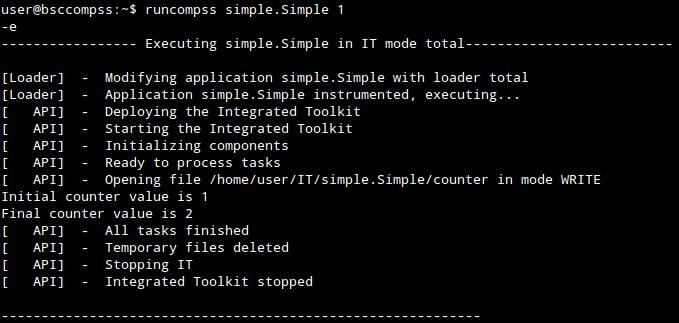 user@bsccompss:~$ runcompss simple.Simple 1
-e
----------------- Executing simple.Simple in IT mode total--------------------------
[Loader]  -  Modifying application simple.Simple with loader total
[Loader]  -  Application simple.Simple instrumented, executing...
[   API]  -  Deploying the Integrated Toolkit
[   API]  -  Starting the Integrated Toolkit
[   API]  -  Initializing components
[   API]  -  Ready to process tasks
[   API]  -  Opening file /home/user/IT/simple.Simple/counter in mode WRITE
Initial counter value is 1
Final counter value is 2
[   API]  -  All tasks finished
[   API]  -  Temporary files deleted
[   API]  -  Stopping IT
[   API]  -  Integrated Toolkit stopped
------------------------------------------------------------